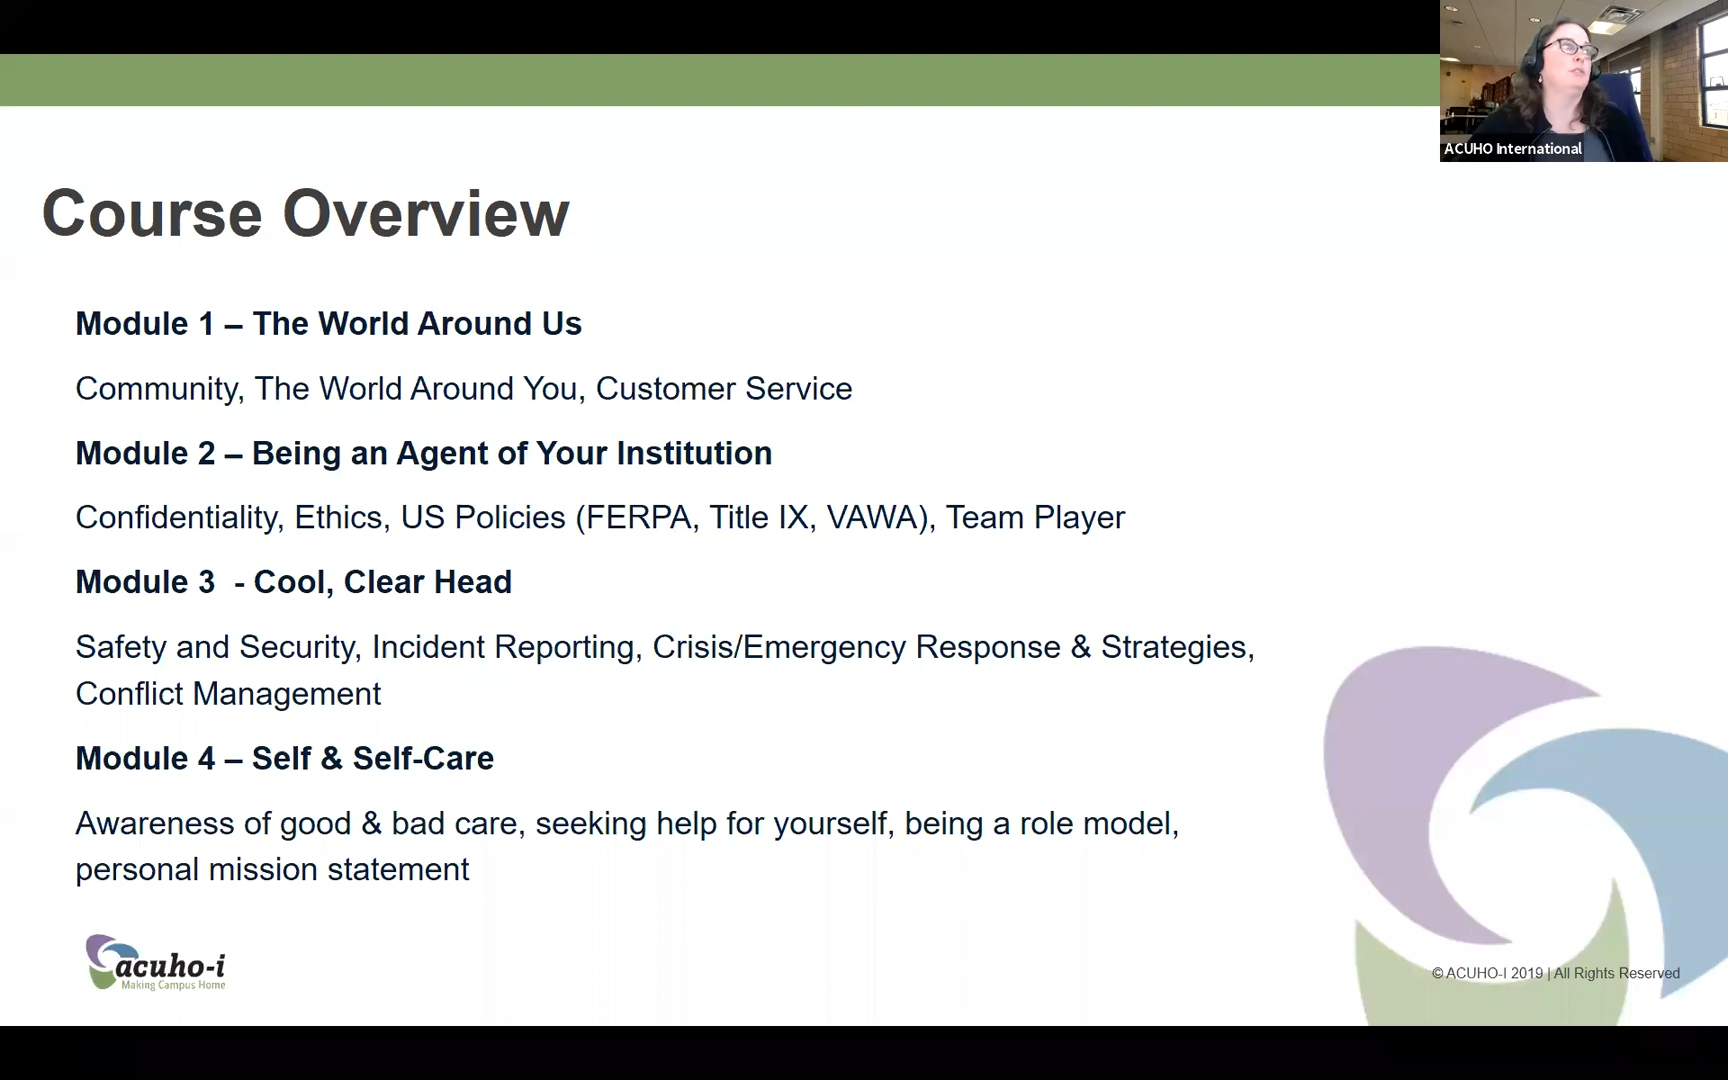 ACUHO International
Course Overview
Module 1 – The World Around Us
Community, The World Around You, Customer Service
Module 2 – Being an Agent of Your Institution
Confidentiality, Ethics, US Policies (FERPA, Title IX, VAWA), Team Player
Module 3  - Cool, Clear Head
Safety and Security, Incident Reporting, Crisis/Emergency Response & Strategies,
Conflict Management
Module 4 – Self & Self-Care
Awareness of good & bad care, seeking help for yourself, being a role model,
personal mission statement
acuho-i
Making Campus Home
© ACUHO-I 2019 | All Rights Reserved